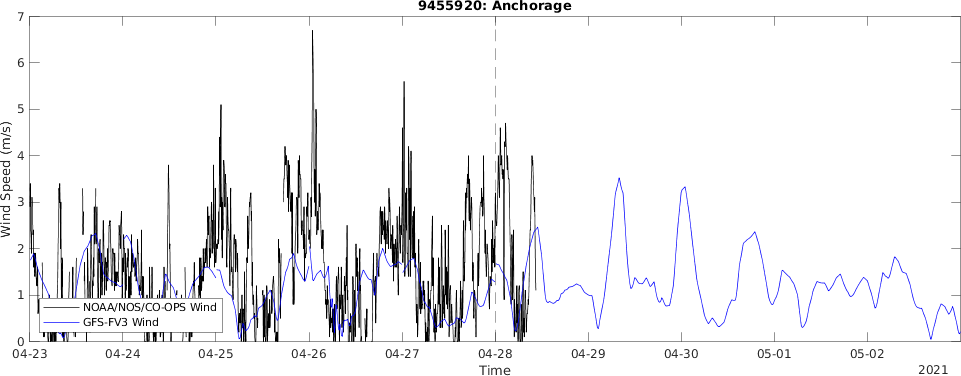 9455920: Anchorage
7
6
5
4
3
2
1
0
Wind Speed (m/s)
NOAA/NOS/CO-OPS Wind
GFS-FV3 Wind
04-23 04-24 04-25 04-26 04-27 04-28 04-29 04-30 05-01 05-02
Time
2021